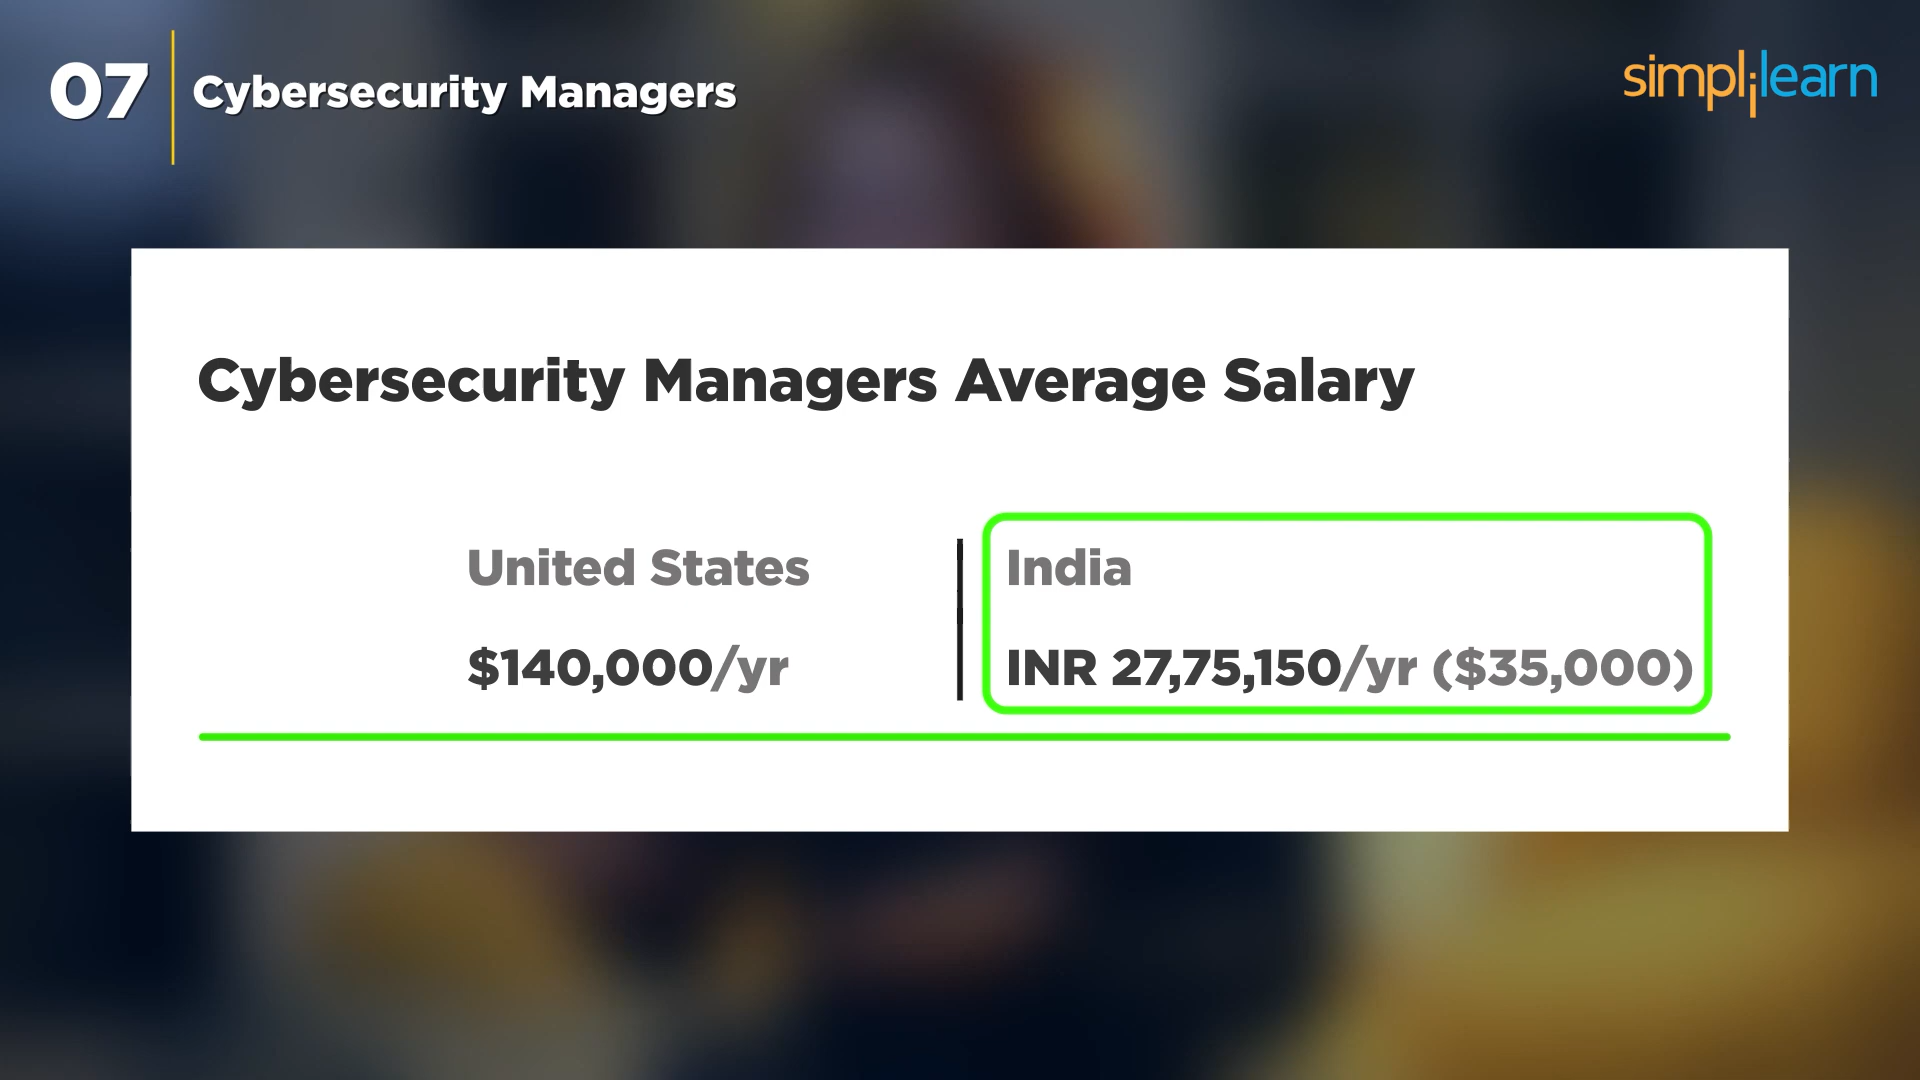 07
Cybersecurity Managers
simplilearn
Cybersecurity Managers Average Salary
United States
$140,000/yr
India
INR 27,75,150/yr ($35,000)